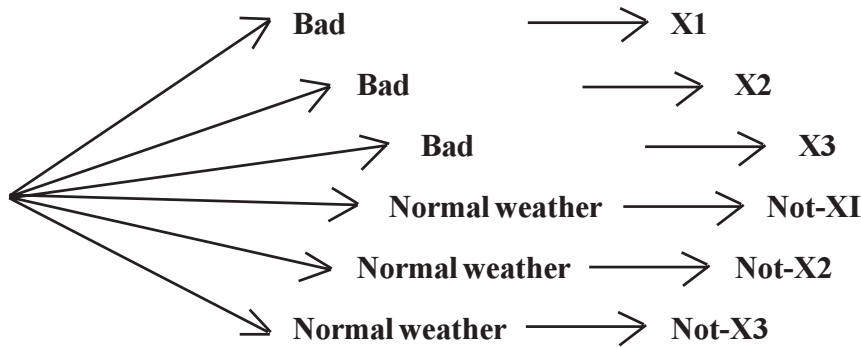 Bad X1
Bad X2
Bad X3
Normal weather Not-XI
Normal weather Not-X2
Normal weather Not-X3